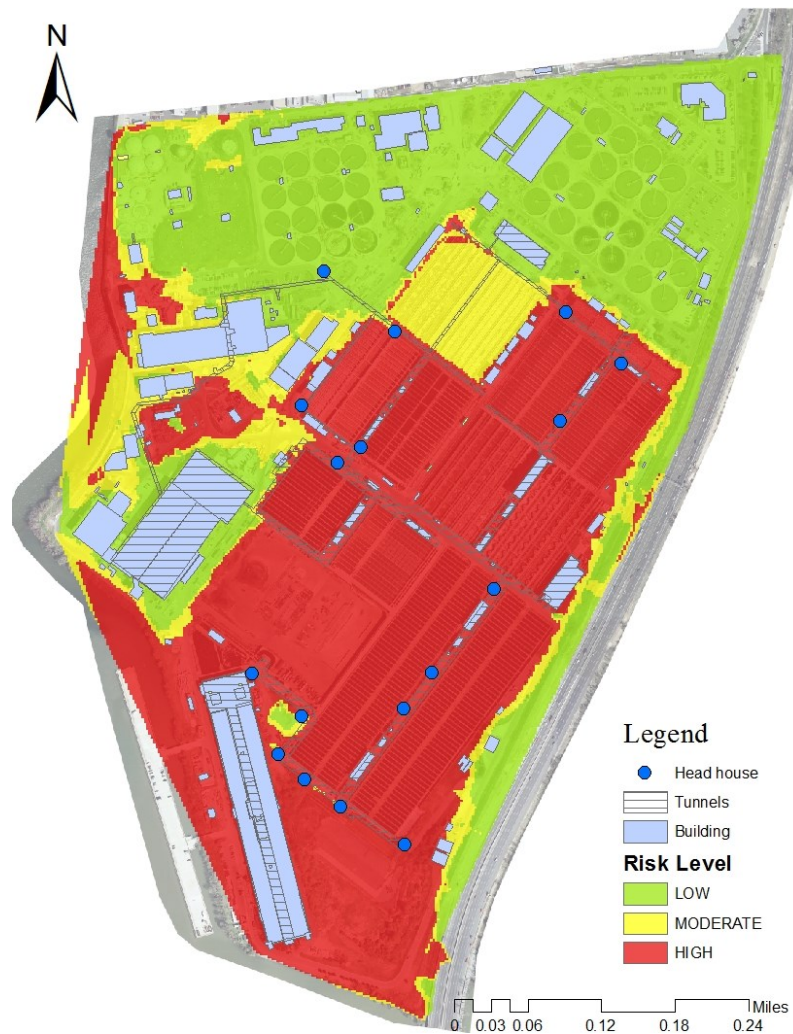 N
Legend
Head house
Tunnels
Building
Risk Level
LOW
MODERATE
HIGH
Miles
0 0.03 0.06 0.12 0.18 0.24